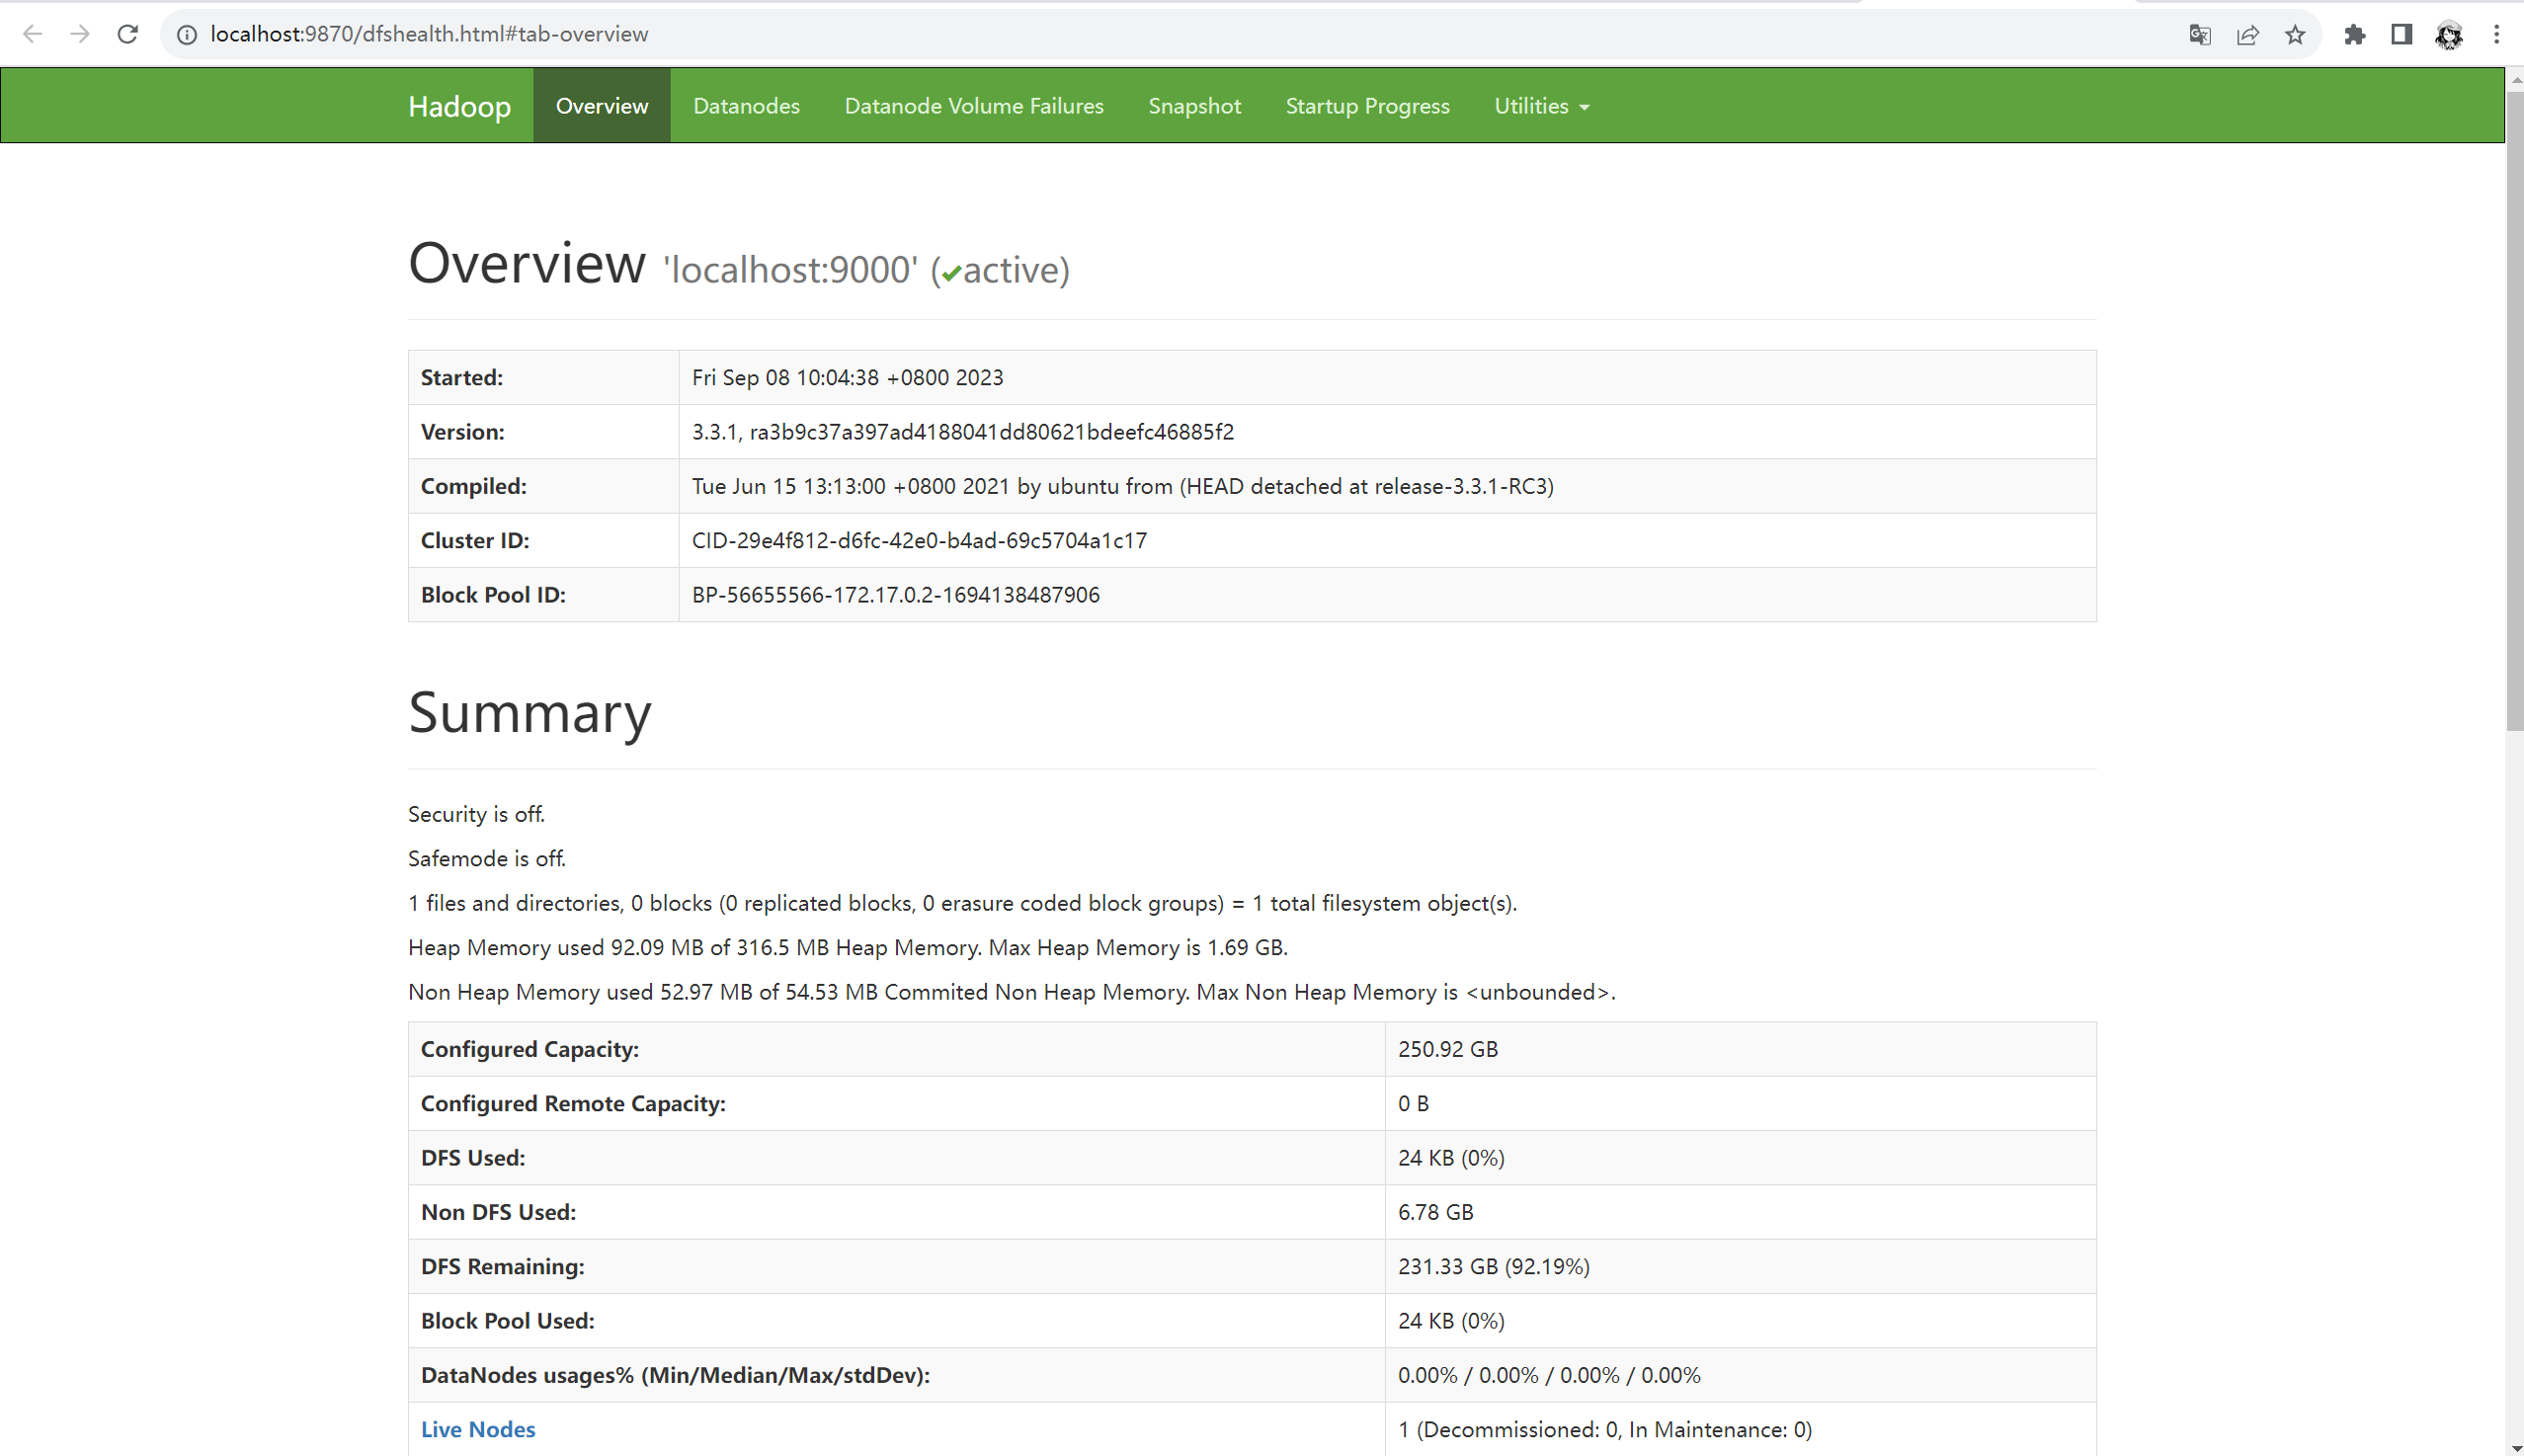 localhost:9870/dfshealth.html#tab-overview
Hadoop Overview Datanodes Datanode Volume Failures Snapshot Startup Progress Utilities
Overview 'localhost:9000' (✔active)
Started: Fri Sep 08 10:04:38 +0800 2023
Version: 3.3.1, ra3b9c37a397ad4188041dd80621bdeefc46885f2
Compiled: Tue Jun 15 13:13:00 +0800 2021 by ubuntu from (HEAD detached at release-3.3.1-RC3)
Cluster ID: CID-29e4f812-d6fc-42e0-b4ad-69c5704a1c17
Block Pool ID: BP-56655566-172.17.0.2-1694138487906
Summary
Security is off.
Safemode is off.
1 files and directories, 0 blocks (0 replicated blocks, 0 erasure coded block groups) = 1 total filesystem object(s).
Heap Memory used 92.09 MB of 316.5 MB Heap Memory. Max Heap Memory is 1.69 GB.
Non Heap Memory used 52.97 MB of 54.53 MB Commited Non Heap Memory. Max Non Heap Memory is <unbounded>.
Configured Capacity: 250.92 GB
Configured Remote Capacity: 0 B
DFS Used: 24 KB (0%)
Non DFS Used: 6.78 GB
DFS Remaining: 231.33 GB (92.19%)
Block Pool Used: 24 KB (0%)
DataNodes usages% (Min/Median/Max/stdDev): 0.00% / 0.00% / 0.00% / 0.00%
Live Nodes 1 (Decommissioned: 0, In Maintenance: 0)